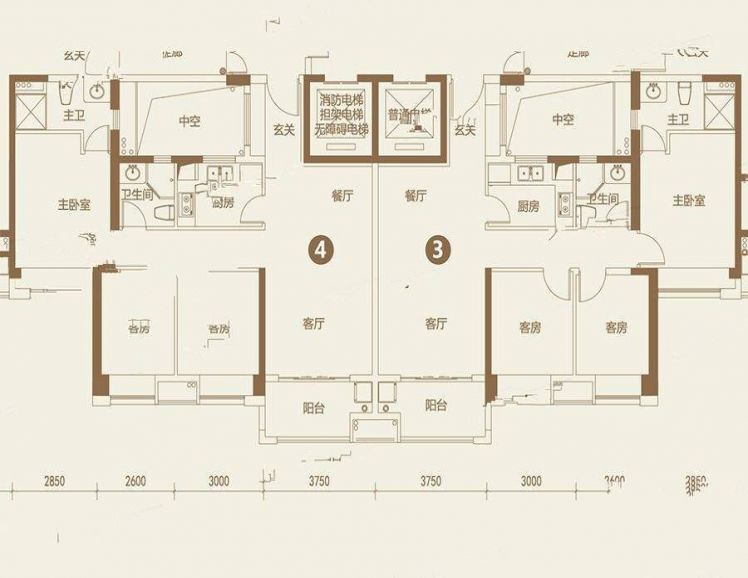 玄关
走廊
走廊
玄关
主卫
中空
消防电梯
担架电梯
无障碍电梯
玄关
普通电梯
玄关
中空
主卫
主卧室
卫生间
厨房
餐厅
餐厅
厨房
卫生间
主卧室
4
3
客房
客房
客厅
客厅
客房
客房
阳台
阳台
2850
2600
3000
3750
3750
3000
2600
2850